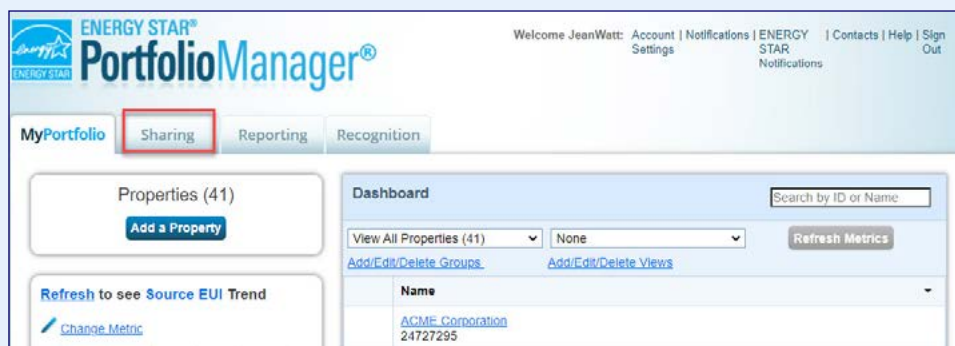 ENERGY STAR®
PortfolioManager®
energy
ENERGY STAR
Welcome JeanWatt: Account Settings | Notifications | ENERGY STAR Notifications | Contacts | Help | Sign Out
MyPortfolio Sharing Reporting Recognition
Properties (41)
Add a Property
Refresh to see Source EUI Trend
Change Metric
Dashboard
Search by ID or Name
View All Properties (41) None Refresh Metrics
Add/Edit/Delete Groups Add/Edit/Delete Views
Name
ACME Corporation
24727295